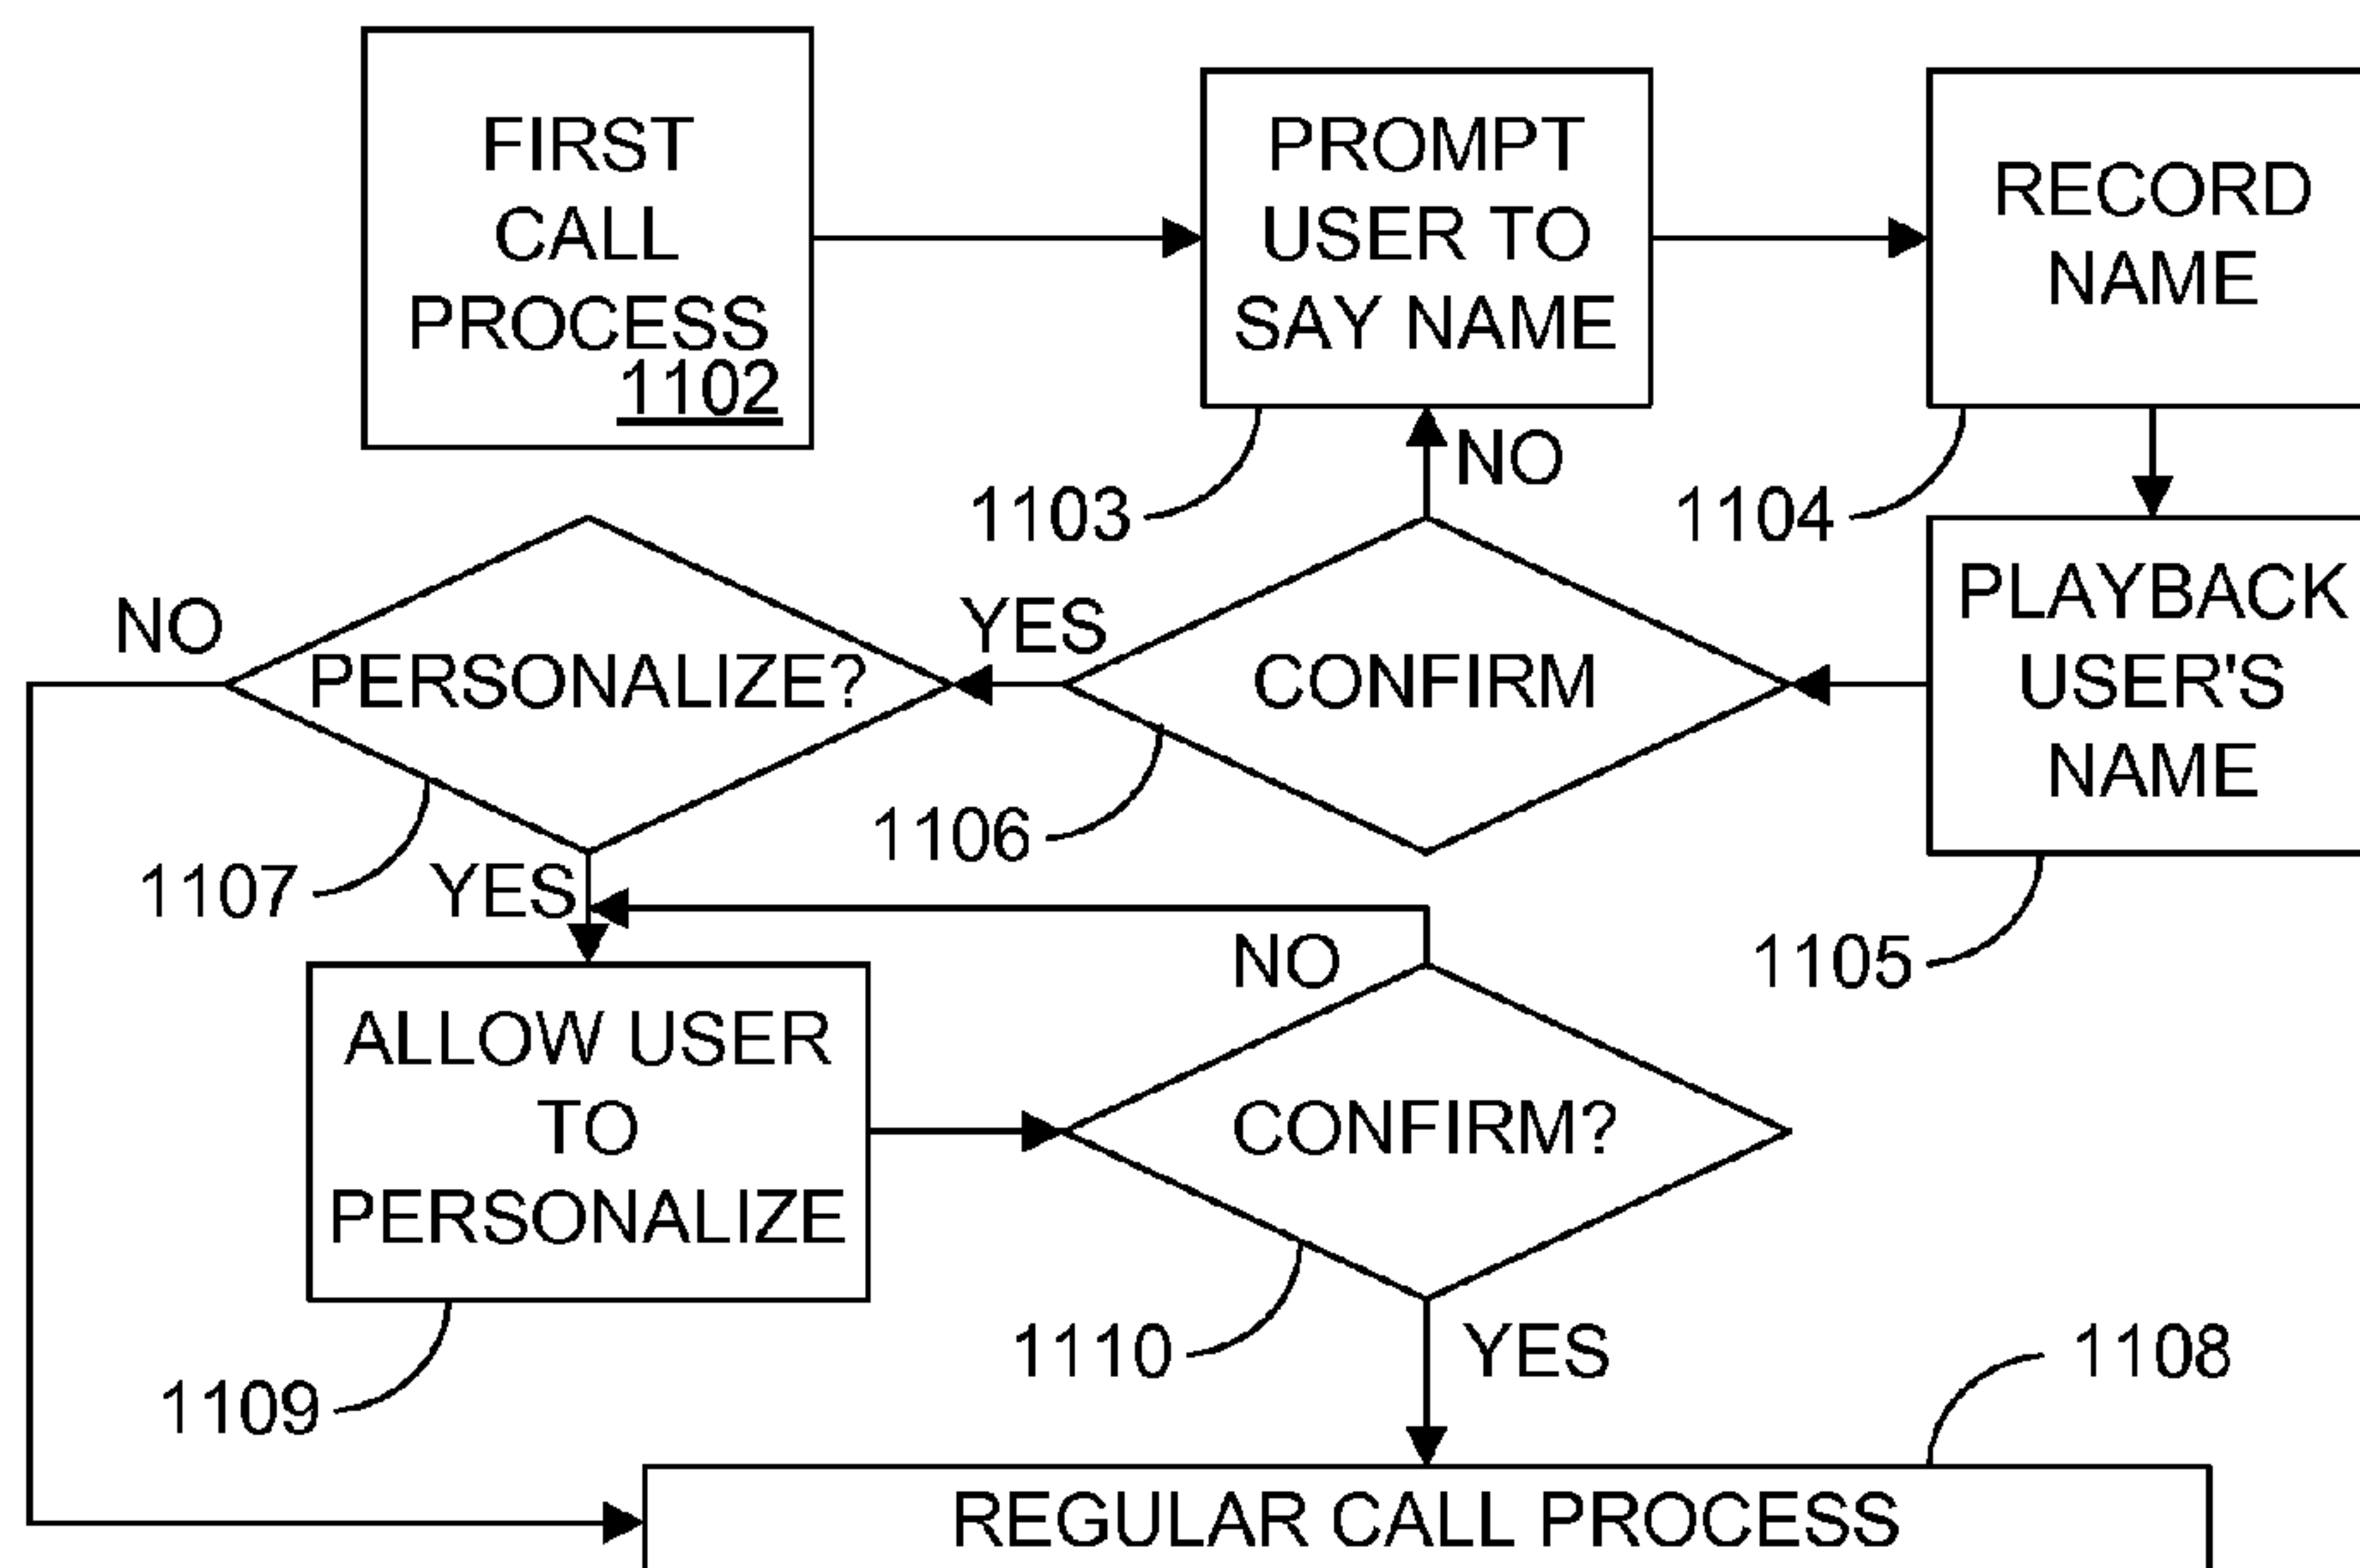 FIRST
CALL
PROCESS
1102
PROMPT
USER TO
SAY NAME
1103
RECORD
NAME
1104
PLAYBACK
USER'S
NAME
1105
CONFIRM
NO
YES
1106
PERSONALIZE?
NO
YES
1107
ALLOW USER
TO
PERSONALIZE
1109
CONFIRM?
NO
YES
1110
REGULAR CALL PROCESS
1108